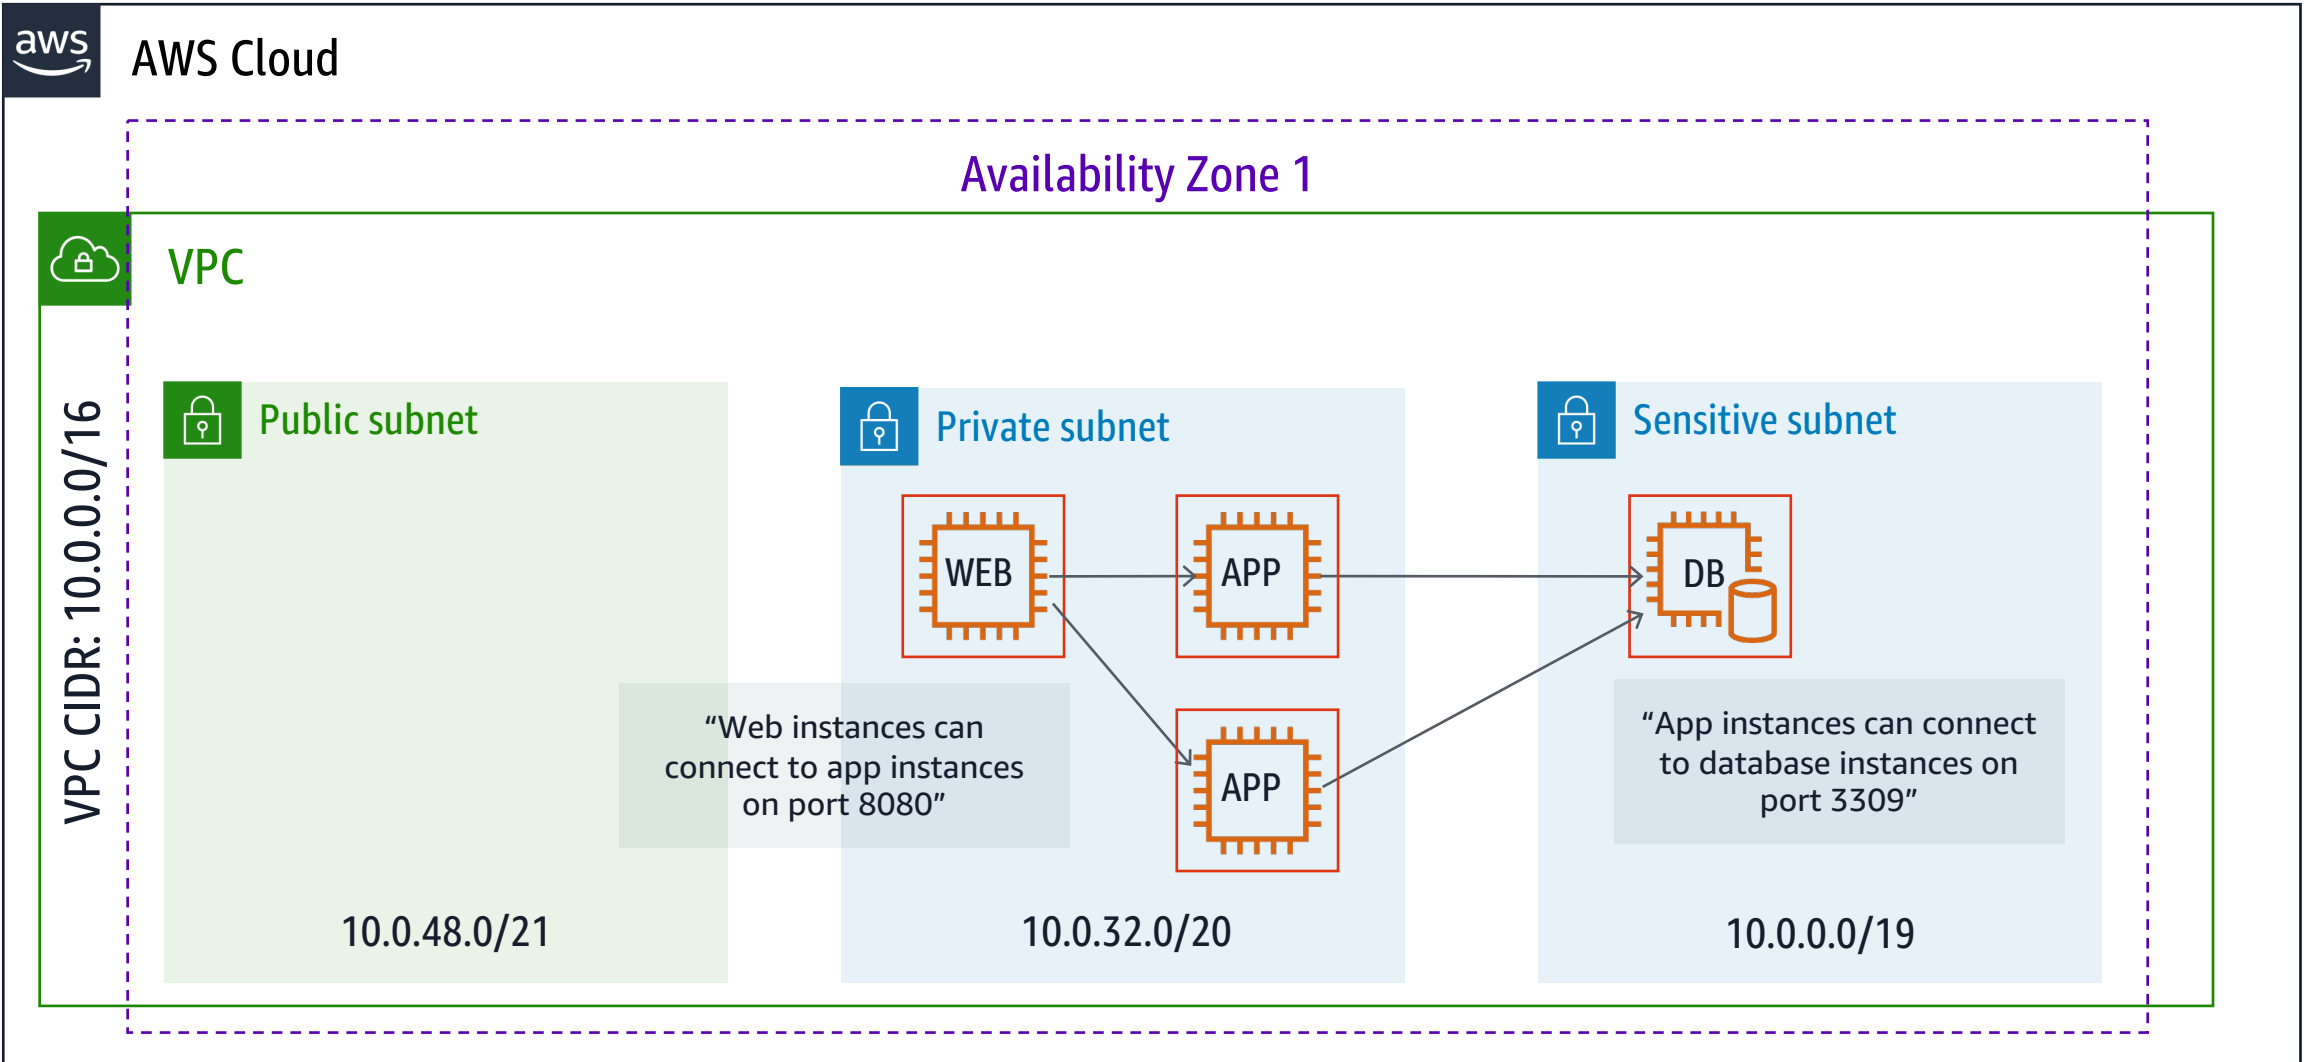 aws
AWS Cloud
Availability Zone 1
VPC
VPC CIDR: 10.0.0.0/16
Public subnet
10.0.48.0/21
Private subnet
WEB
APP
APP
“Web instances can
connect to app instances
on port 8080”
10.0.32.0/20
Sensitive subnet
DB
“App instances can connect
to database instances on
port 3309”
10.0.0.0/19